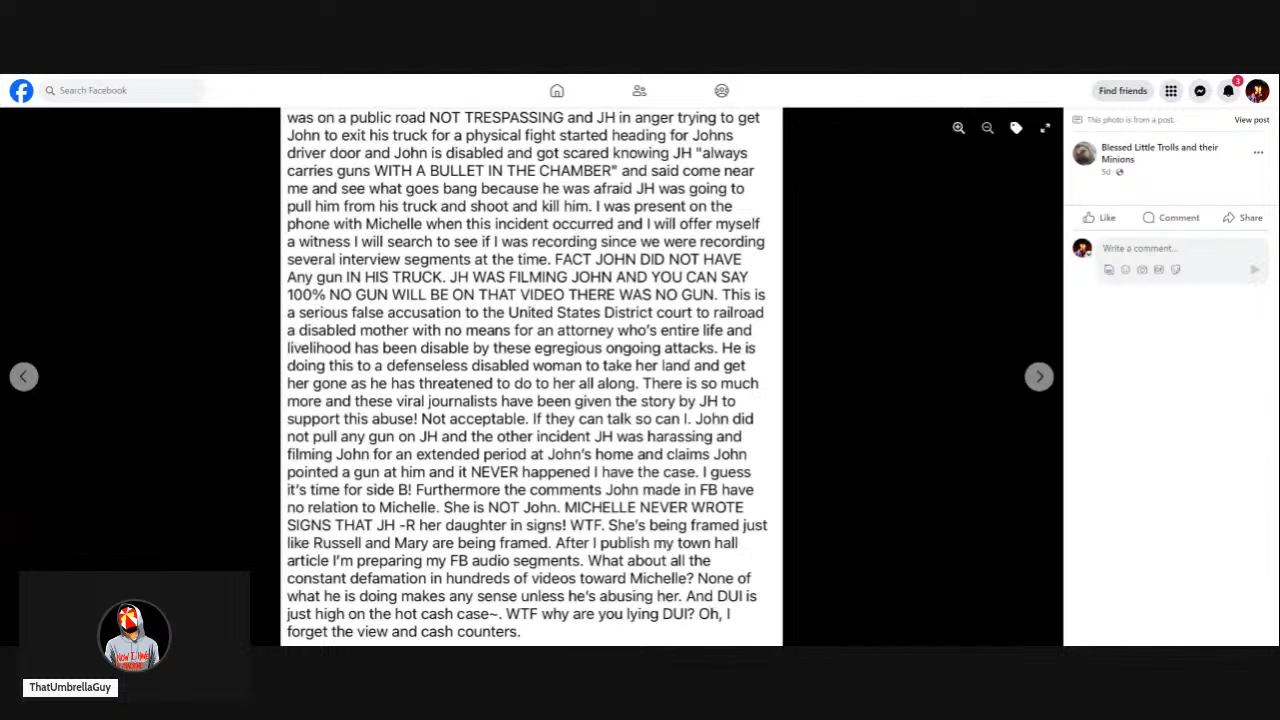 Search Facebook
Find friends
3
was on a public road NOT TRESPASSING and JH in anger trying to get
John to exit his truck for a physical fight started heading for Johns
driver door and John is disabled and got scared knowing JH "always
carries guns WITH A BULLET IN THE CHAMBER" and said come near
me and see what goes bang because he was afraid JH was going to
pull him from his truck and shoot and kill him. I was present on the
phone with Michelle when this incident occurred and I will offer myself
a witness I will search to see if I was recording since we were recording
several interview segments at the time. FACT JOHN DID NOT HAVE
Any gun IN HIS TRUCK. JH WAS FILMING JOHN AND YOU CAN SAY
100% NO GUN WILL BE ON THAT VIDEO THERE WAS NO GUN. This is
a serious false accusation to the United States District court to railroad
a disabled mother with no means for an attorney who's entire life and
livelihood has been disable by these egregious ongoing attacks. He is
doing this to a defenseless disabled woman to take her land and get
her gone as he has threatened to do to her all along. There is so much
more and these viral journalists have been given the story by JH to
support this abuse! Not acceptable. If they can talk so can I. John did
not pull any gun on JH and the other incident JH was harassing and
filming John for an extended period at John's home and claims John
pointed a gun at him and it NEVER happened I have the case. I guess
it's time for side B! Furthermore the comments John made in FB have
no relation to Michelle. She is NOT John. MICHELLE NEVER WROTE
SIGNS THAT JH -R her daughter in signs! WTF. She's being framed just
like Russell and Mary are being framed. After I publish my town hall
article I'm preparing my FB audio segments. What about all the
constant defamation in hundreds of videos toward Michelle? None of
what he is doing makes any sense unless he's abusing her. And DUI is
just high on the hot cash case~. WTF why are you lying DUI? Oh, I
forget the view and cash counters.
This photo is from a post.
View post
Blessed Little Trolls and their
Minions
5d
Like
Comment
Share
Write a comment...
ThatUmbrellaGuy